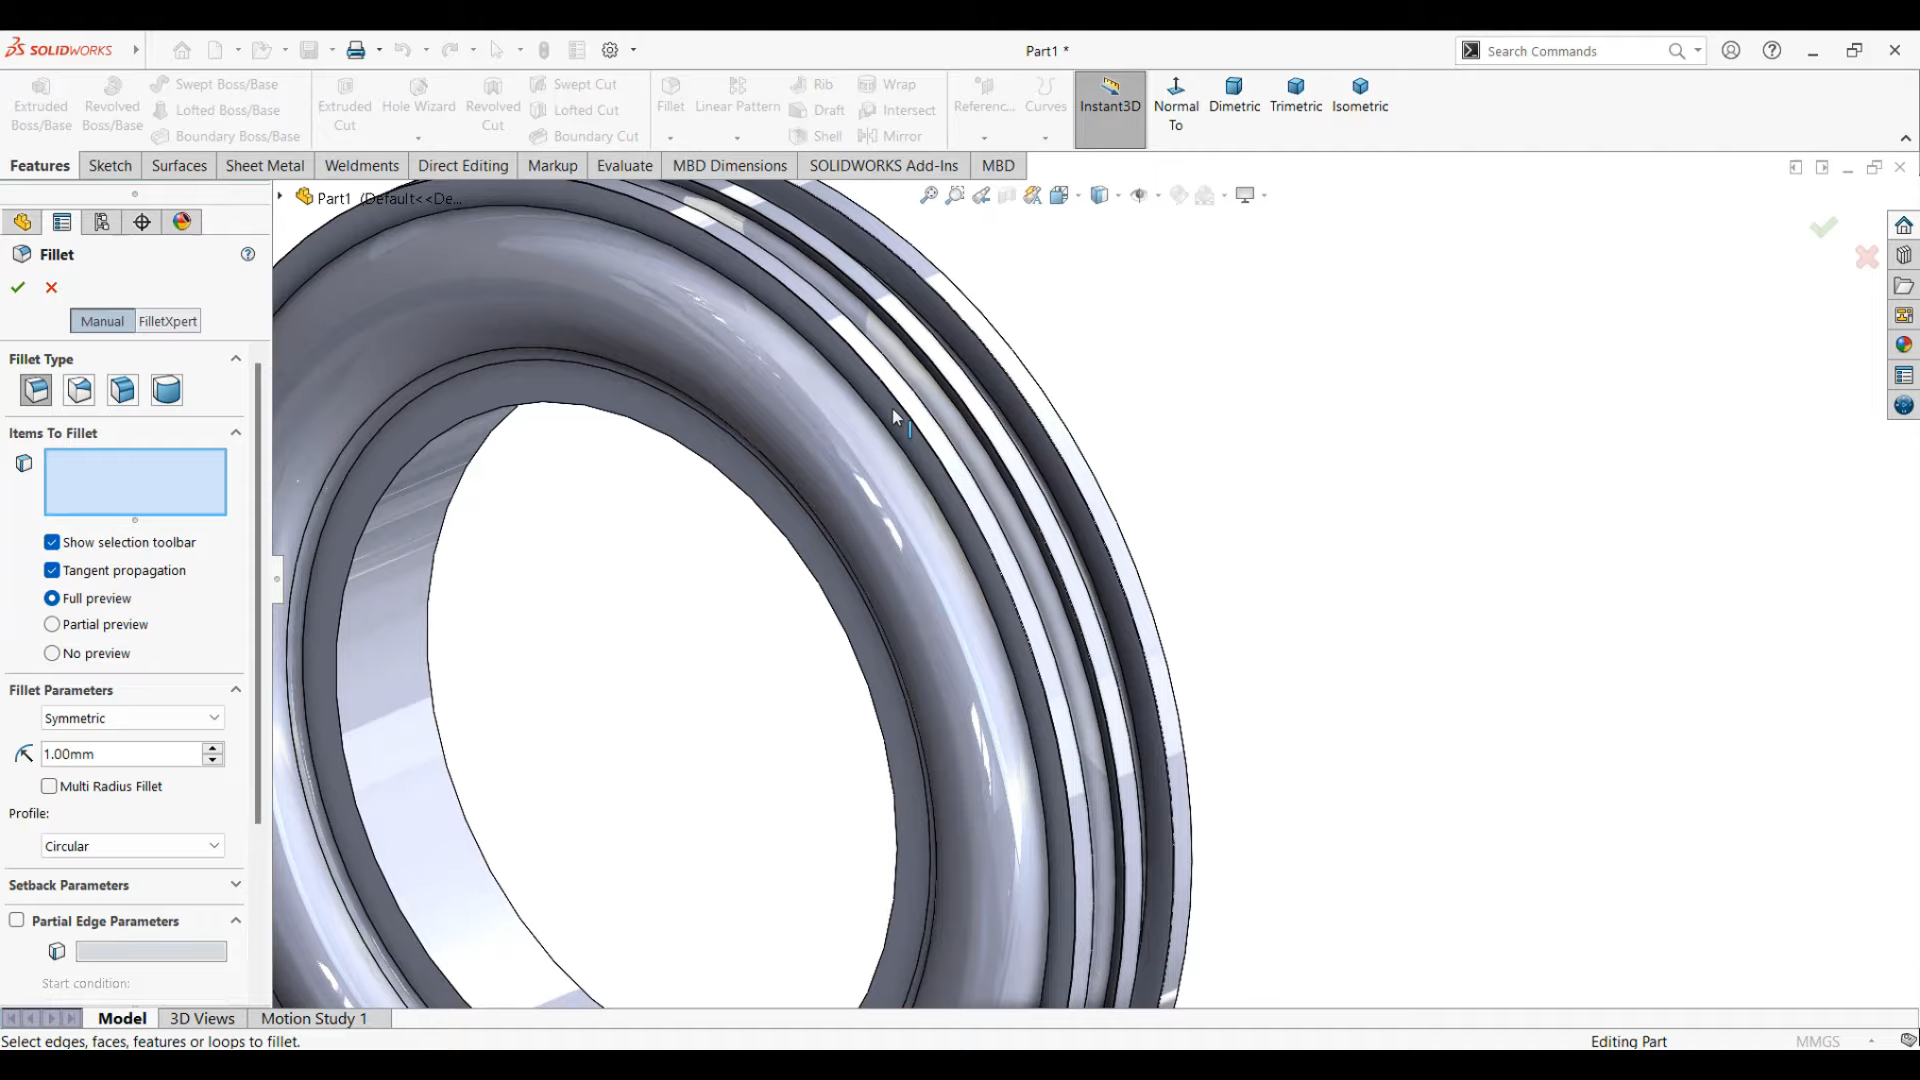 SOLIDWORKS
Part1 *
Search Commands
Extruded Boss/Base
Revolved Boss/Base
Swept Boss/Base
Lofted Boss/Base
Boundary Boss/Base
Extruded Cut
Hole Wizard
Revolved Cut
Swept Cut
Lofted Cut
Boundary Cut
Fillet
Linear Pattern
Rib
Draft
Shell
Wrap
Intersect
Mirror
Referenc...
Curves
Instant3D
Normal To
Dimetric
Trimetric
Isometric
Features
Sketch
Surfaces
Sheet Metal
Weldments
Direct Editing
Markup
Evaluate
MBD Dimensions
SOLIDWORKS Add-Ins
MBD
Part1 (Default<<De...
Fillet
Manual
FilletXpert
Fillet Type
Items To Fillet
Show selection toolbar
Tangent propagation
Full preview
Partial preview
No preview
Fillet Parameters
Symmetric
1.00mm
Multi Radius Fillet
Profile:
Circular
Setback Parameters
Partial Edge Parameters
Start condition:
Model
3D Views
Motion Study 1
Select edges, faces, features or loops to fillet.
Editing Part
MMGS